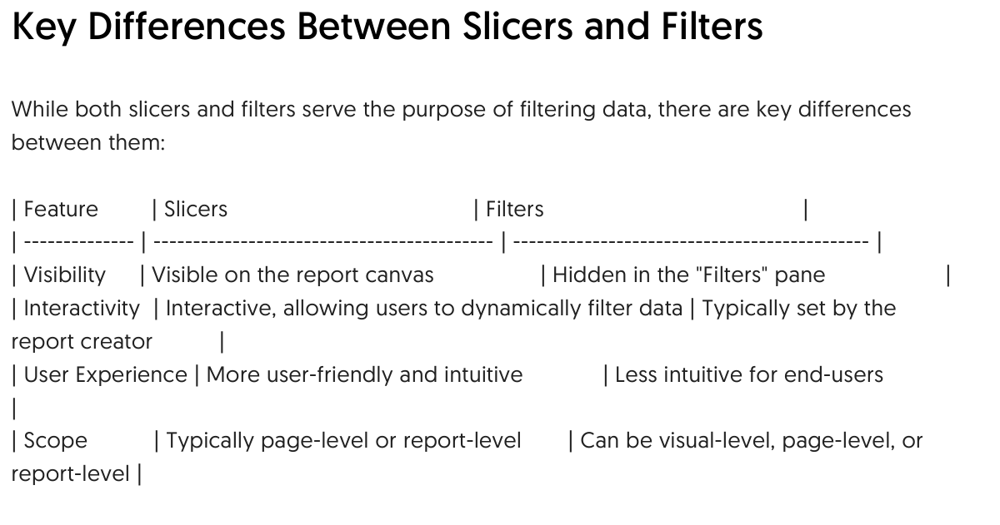 Key Differences Between Slicers and Filters
While both slicers and filters serve the purpose of filtering data, there are key differences
between them:
| Feature | Slicers | Filters |
| -------------- | ------------------------------------------- | --------------------------------------------- |
| Visibility | Visible on the report canvas | Hidden in the "Filters" pane |
| Interactivity | Interactive, allowing users to dynamically filter data | Typically set by the
report creator |
| User Experience | More user-friendly and intuitive | Less intuitive for end-users
|
| Scope | Typically page-level or report-level | Can be visual-level, page-level, or
report-level |